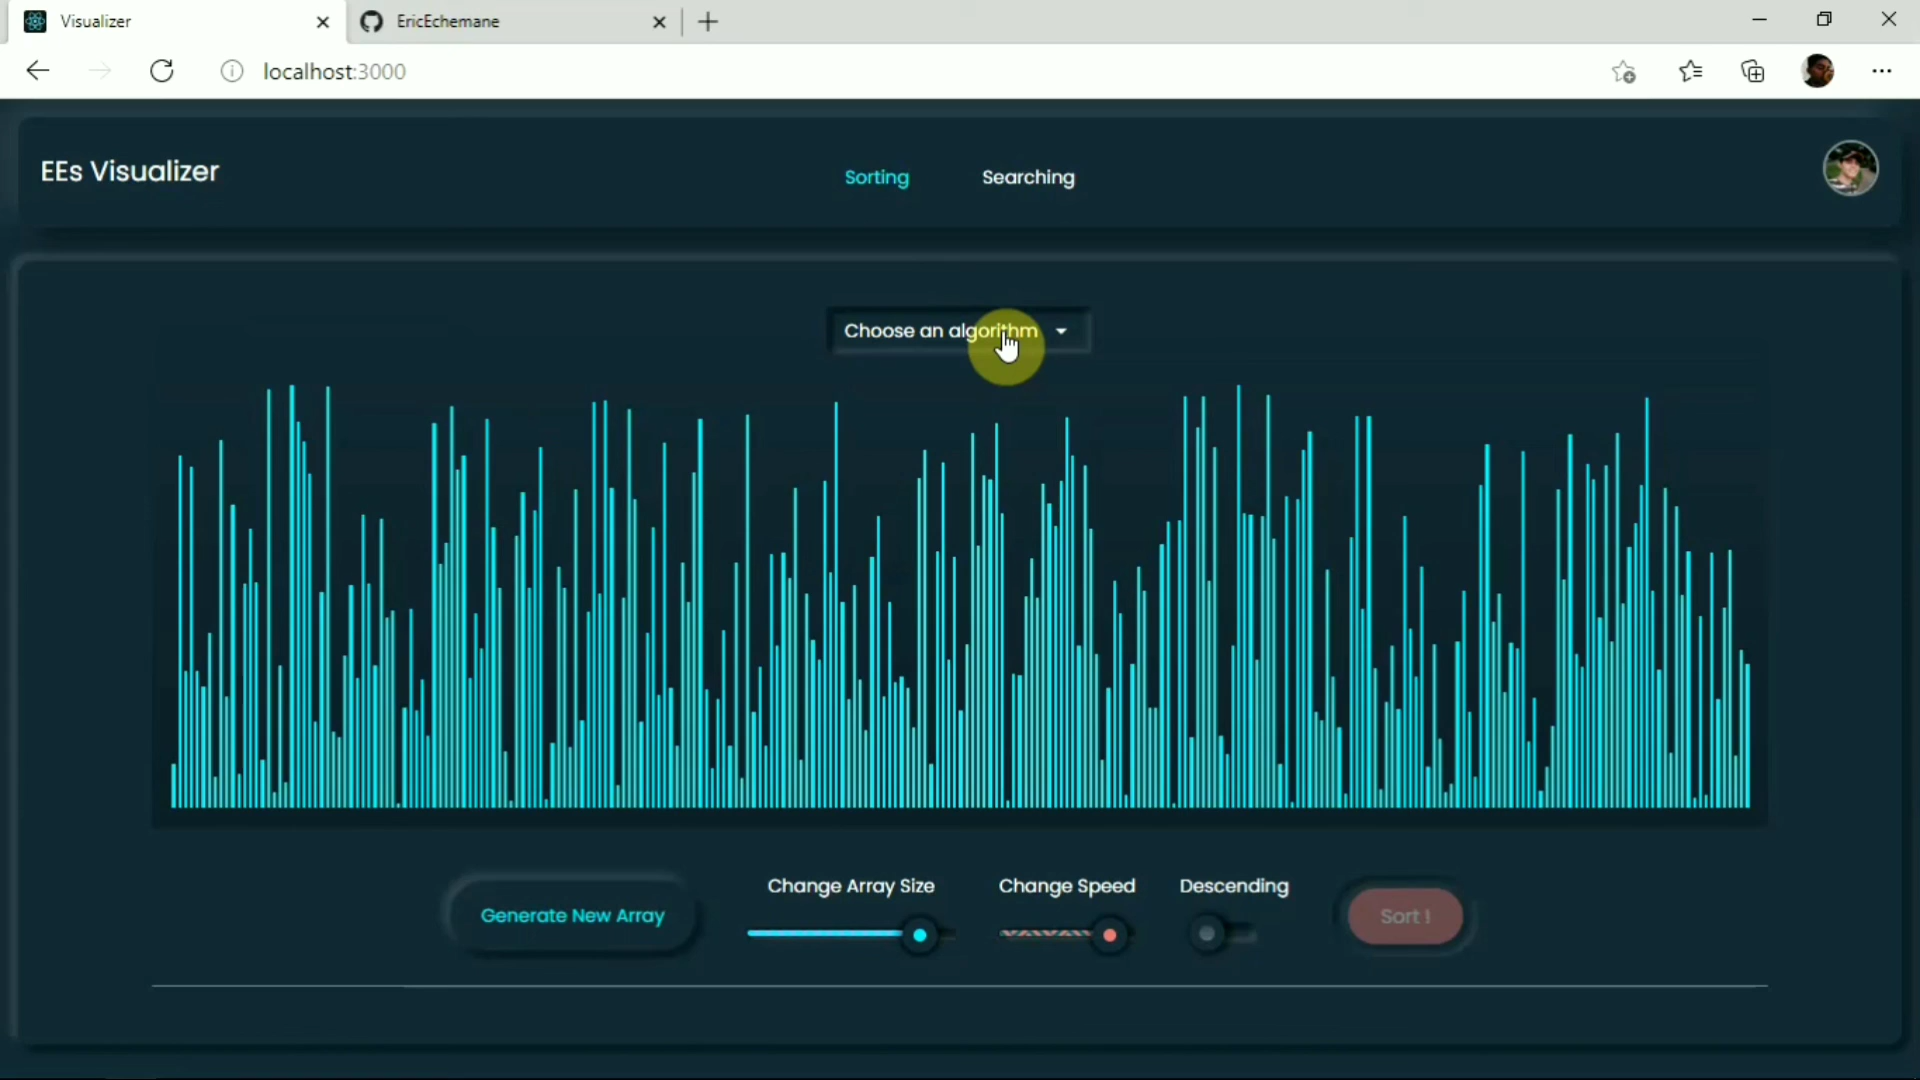 Visualizer
EricEchemane
localhost:3000
EEs Visualizer
Sorting
Searching
Choose an algorithm
Change Array Size
Change Speed
Descending
Generate New Array
Sort !